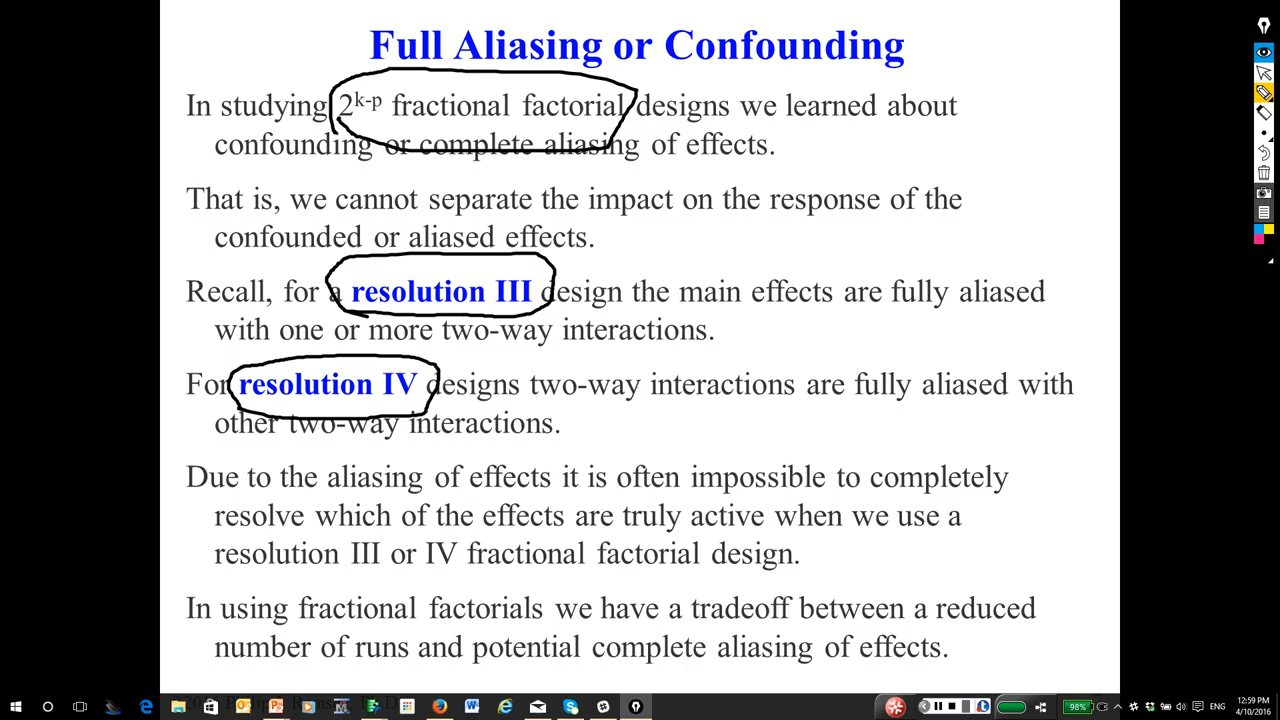 Full Aliasing or Confounding
In studying 2^k-p fractional factorial designs we learned about
confounding or complete aliasing of effects.
That is, we cannot separate the impact on the response of the
confounded or aliased effects.
Recall, for a resolution III design the main effects are fully aliased
with one or more two-way interactions.
For resolution IV designs two-way interactions are fully aliased with
other two-way interactions.
Due to the aliasing of effects it is often impossible to completely
resolve which of the effects are truly active when we use a
resolution III or IV fractional factorial design.
In using fractional factorials we have a tradeoff between a reduced
number of runs and potential complete aliasing of effects.
98%
ENG
12:59 PM
4/10/2016